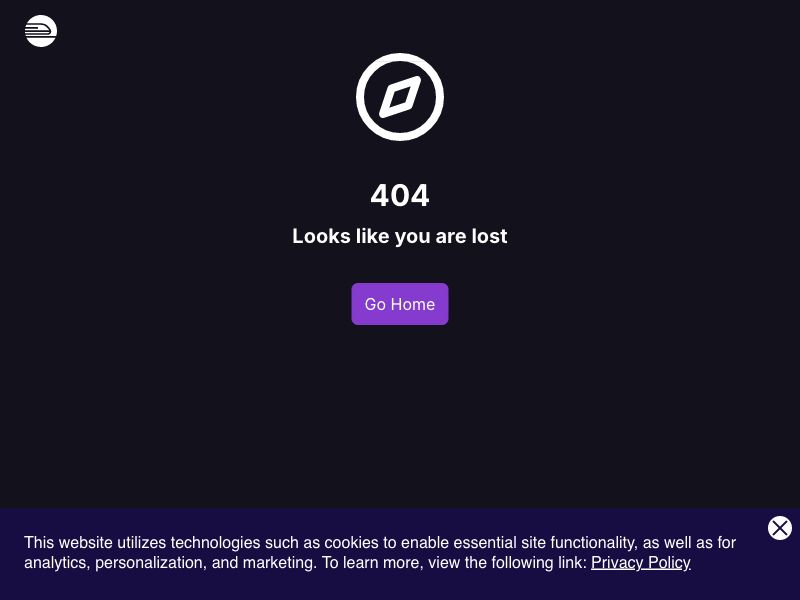 404
Looks like you are lost
Go Home
This website utilizes technologies such as cookies to enable essential site functionality, as well as for
analytics, personalization, and marketing. To learn more, view the following link: Privacy Policy